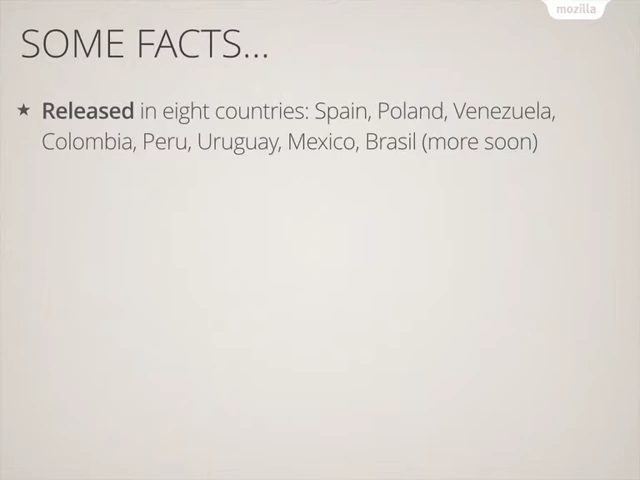 mozilla
SOME FACTS...
★ Released in eight countries: Spain, Poland, Venezuela,
Colombia, Peru, Uruguay, Mexico, Brasil (more soon)